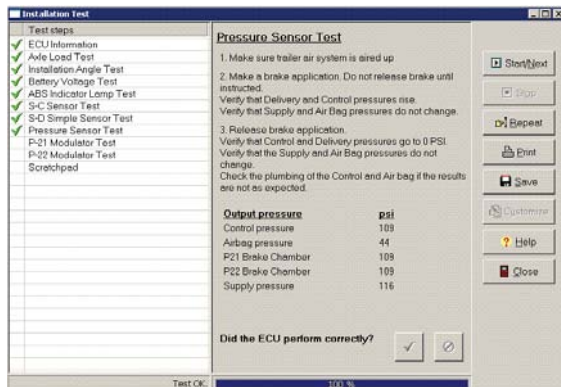 Installation Test
Test steps
ECU Information
Axle Load Test
Installation Angle Test
Battery Voltage Test
ABS Indicator Lamp Test
S-C Sensor Test
S-D Simple Sensor Test
Pressure Sensor Test
P-21 Modulator Test
P-22 Modulator Test
Scratchpad
Test OK.
Pressure Sensor Test
1. Make sure trailer air system is aired up
2. Make a brake application. Do not release brake until
instructed.
Verify that Delivery and Control pressures rise.
Verify that Supply and Air Bag pressures do not change.
3. Release brake application.
Verify that Control and Delivery pressures go to 0 PSI.
Verify that the Supply and Air Bag pressures do not
change.
Check the plumbing of the Control and Air bag if the results
are not as expected.
Output pressure psi
Control pressure 109
Airbag pressure 44
P21 Brake Chamber 109
P22 Brake Chamber 109
Supply pressure 116
Did the ECU perform correctly?
100 %
Start/Next
Stop
Repeat
Print
Save
Customize
Help
Close